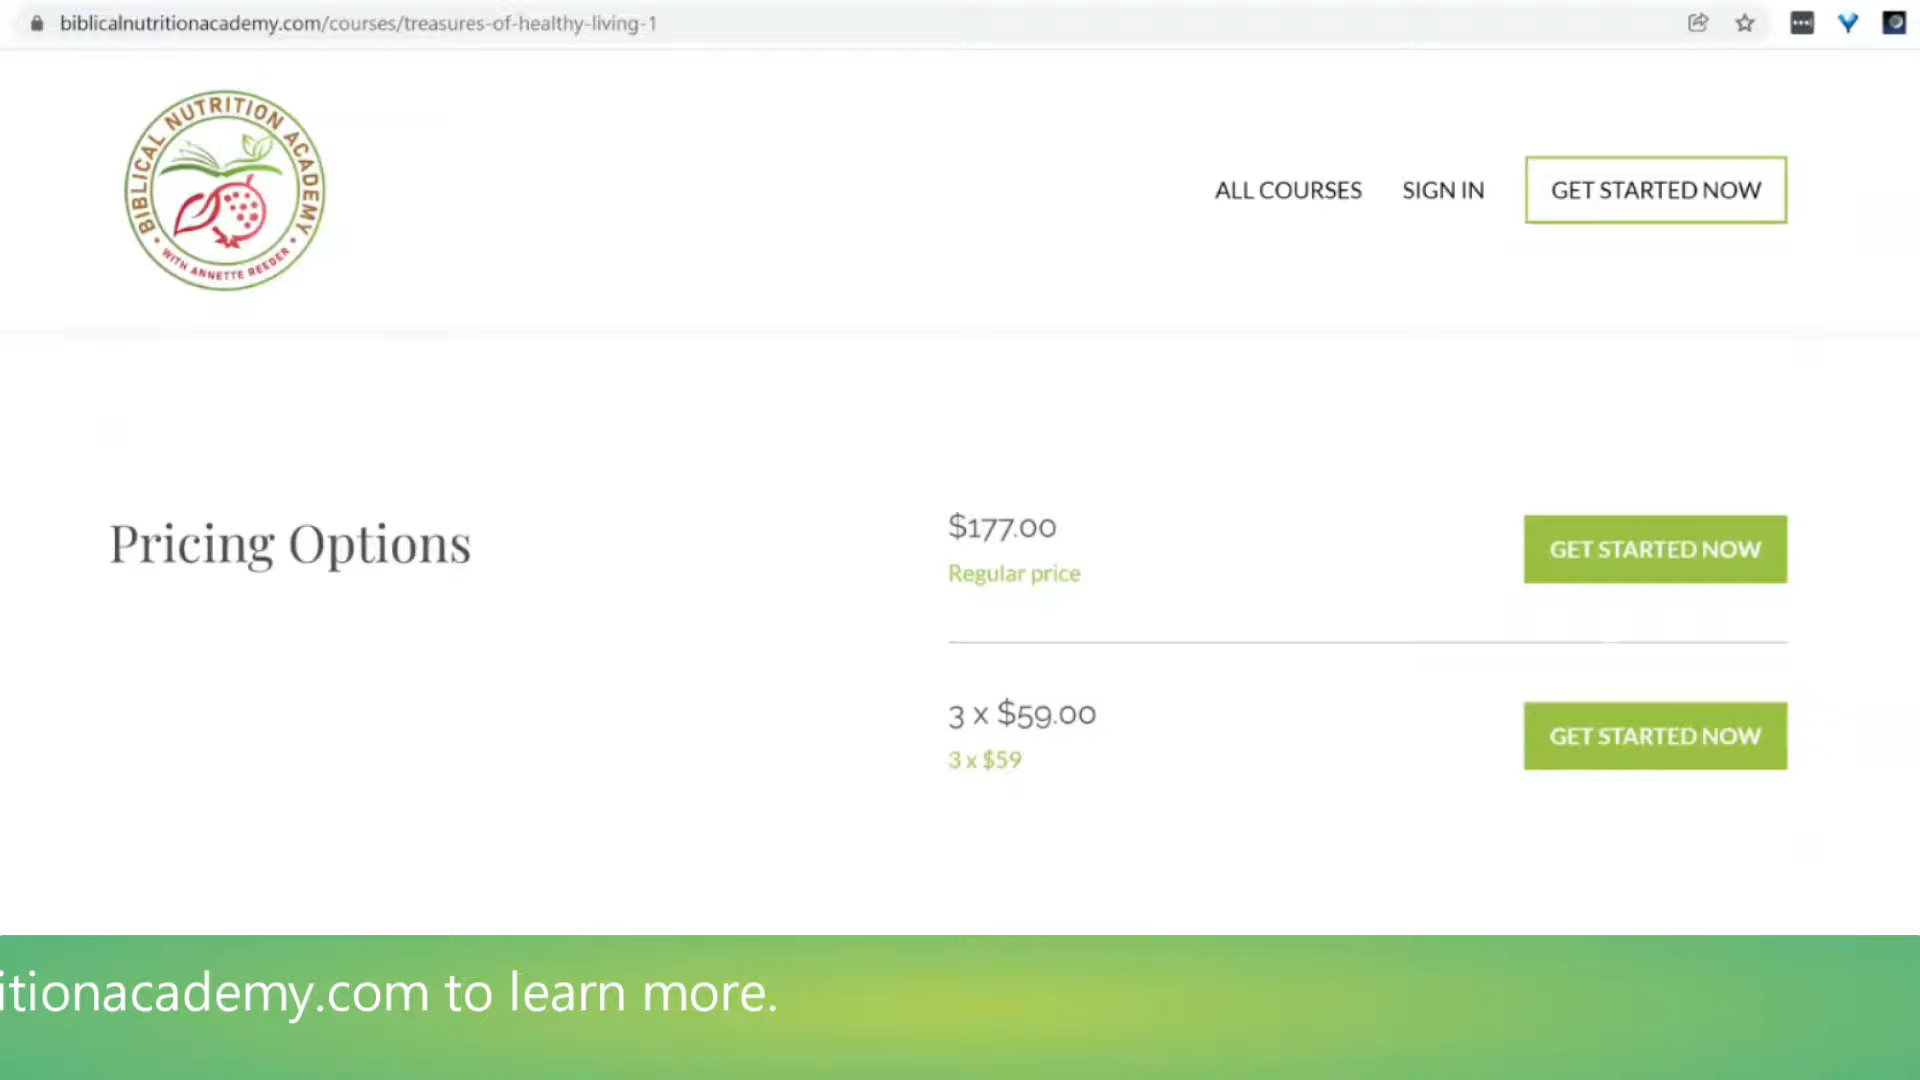 biblicalnutritionacademy.com/courses/treasures-of-healthy-living-1
BIBLICAL NUTRITION ACADEMY
• WITH ANNETTE REEDER •
ALL COURSES
SIGN IN
GET STARTED NOW
Pricing Options
$177.00
Regular price
GET STARTED NOW
3 x $59.00
3 x $59
GET STARTED NOW
itionacademy.com to learn more.